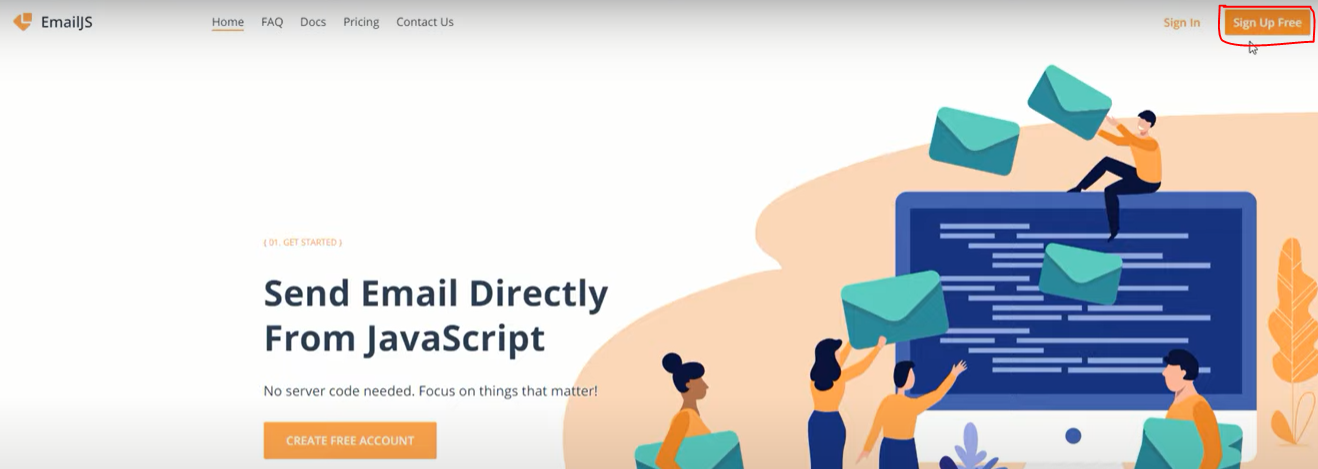 EmailJS
Home FAQ Docs Pricing Contact Us
Sign In Sign Up Free
{ 01. GET STARTED }
Send Email Directly
From JavaScript
No server code needed. Focus on things that matter!
CREATE FREE ACCOUNT